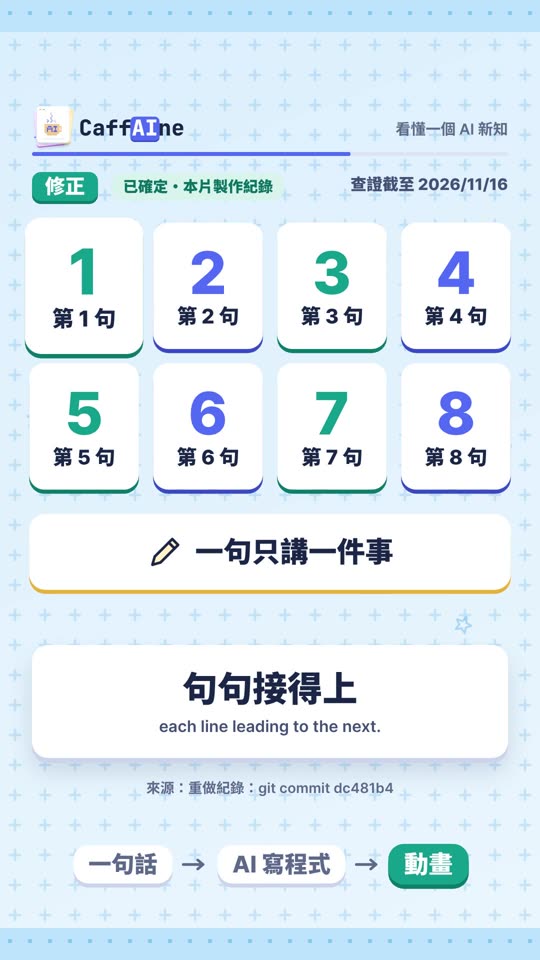 CaffAIne
看懂一個 AI 新知
修正
已確定・本片製作紀錄
查證截至 2026/11/16
1
第 1 句
2
第 2 句
3
第 3 句
4
第 4 句
5
第 5 句
6
第 6 句
7
第 7 句
8
第 8 句
一句只講一件事
句句接得上
each line leading to the next.
來源：重做紀錄：git commit dc481b4
一句話 → AI 寫程式 → 動畫